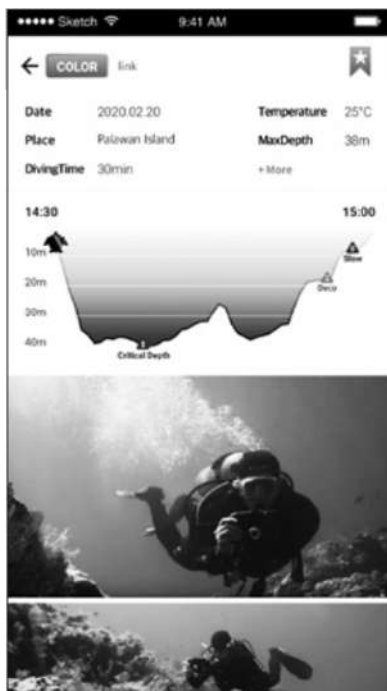 Sketch 9:41 AM
COLOR link
Date 2020.02.20 Temperature 25°C
Place Palawan Island MaxDepth 38m
DivingTime 30min + More
14:30 15:00
10m
Slow
20m
Deco
30m
40m
Critical Depth